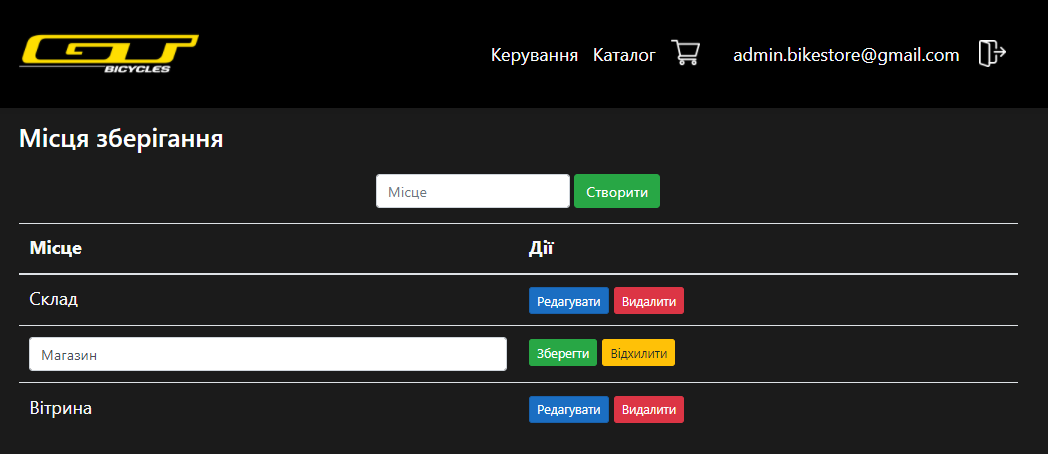 GT
BICYCLES
Керування Каталог admin.bikestore@gmail.com
Місця зберігання
Місце Створити
Місце Дії
Склад Редагувати Видалити
Магазин Зберегти Відхилити
Вітрина Редагувати Видалити